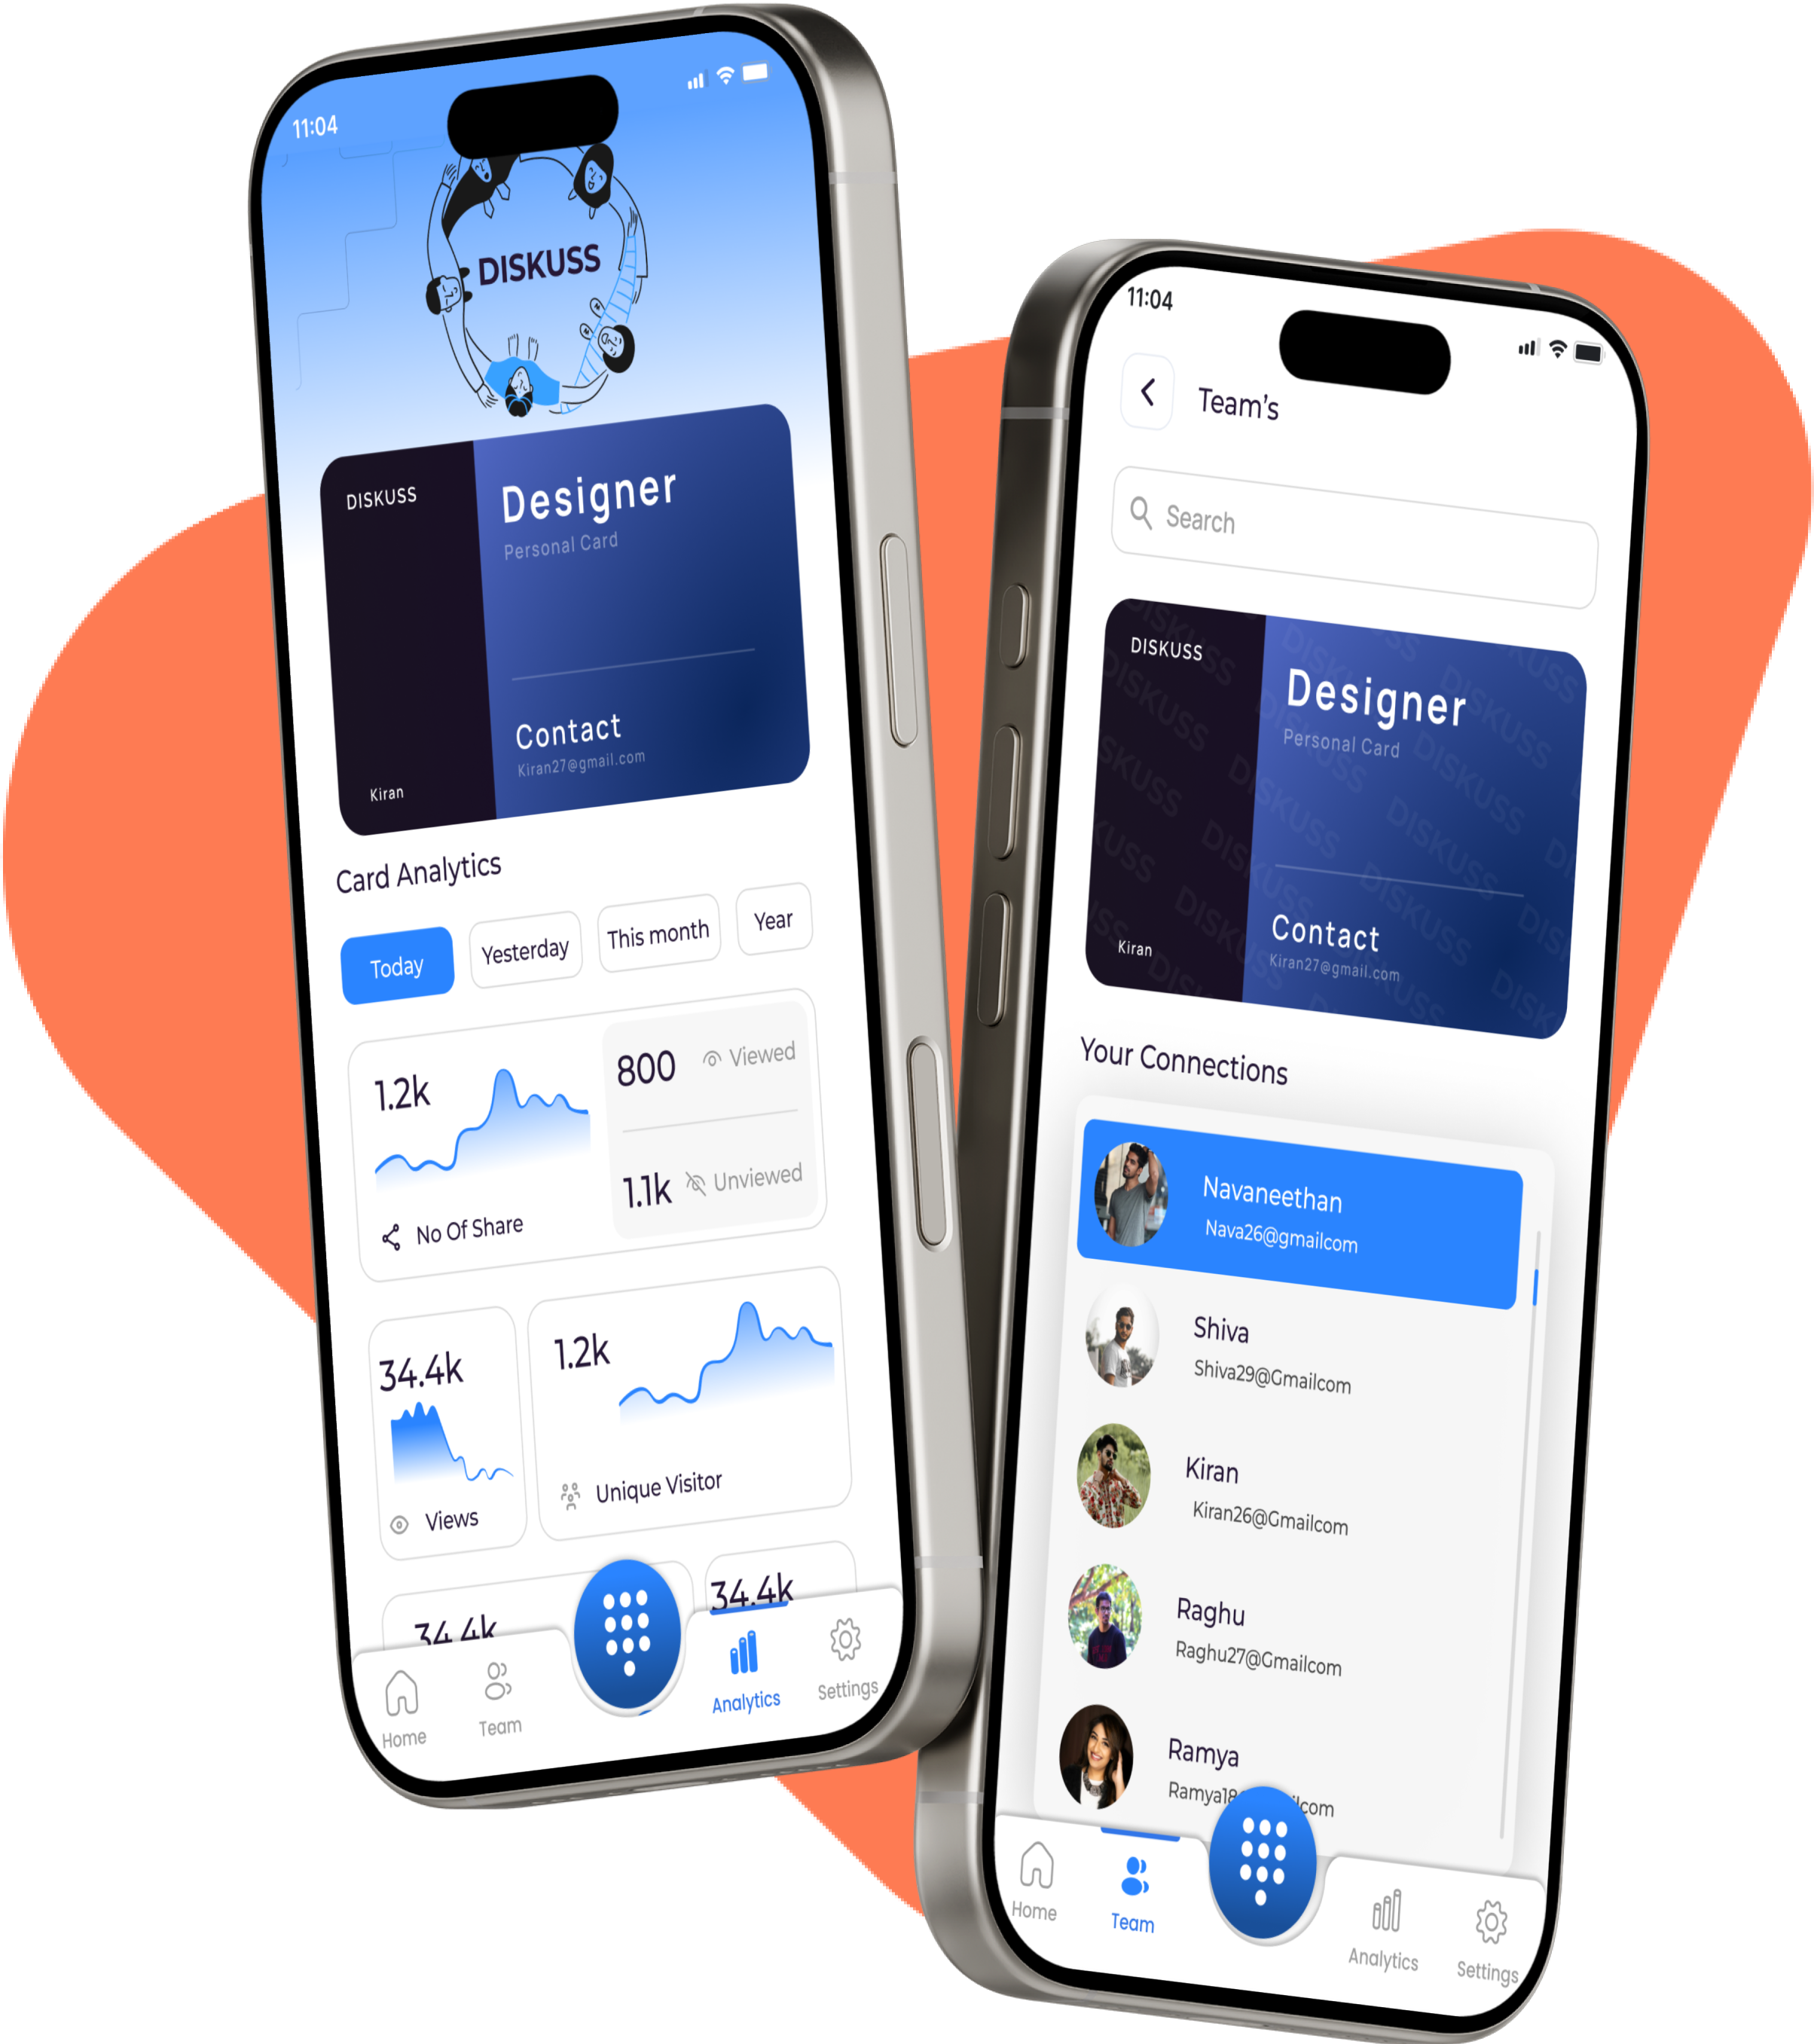 11:04
DISKUSS
DISKUSS
Designer
Personal Card
Contact
Kiran27@gmail.com
Kiran
Card Analytics
Today
Yesterday
This month
Year
1.2k
800
Viewed
1.1k
Unviewed
No Of Share
34.4k
Views
1.2k
Unique Visitor
34.4k
34.4k
Home
Team
Analytics
Settings
11:04
Team's
Search
DISKUSS
Designer
Personal Card
Contact
Kiran27@gmail.com
Kiran
Your Connections
Navaneethan
Nava26@gmailcom
Shiva
Shiva29@Gmailcom
Kiran
Kiran26@Gmailcom
Raghu
Raghu27@Gmailcom
Ramya
Home
Team
Analytics
Settings